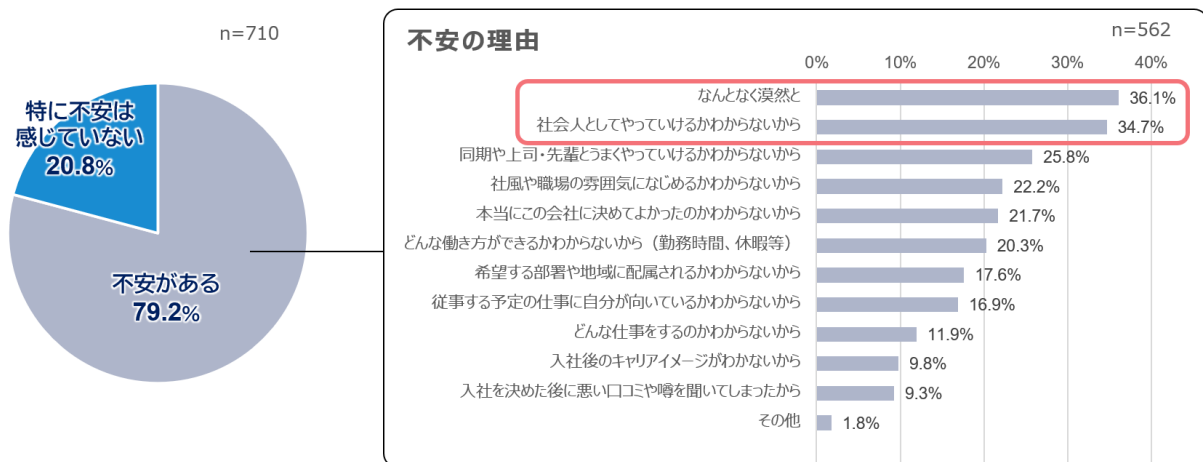 n=710
特に不安は
感じていない
20.8%
不安がある
79.2%
不安の理由
n=562
0% 10% 20% 30% 40%
なんとなく漠然と 36.1%
社会人としてやっていけるかわからないから 34.7%
同期や上司・先輩とうまくやっていけるかわからないから 25.8%
社風や職場の雰囲気になじめるかわからないから 22.2%
本当にこの会社に決めてよかったのかわからないから 21.7%
どんな働き方ができるかわからないから（勤務時間、休暇等） 20.3%
希望する部署や地域に配属されるかわからないから 17.6%
従事する予定の仕事に自分が向いているかわからないから 16.9%
どんな仕事をするのかわからないから 11.9%
入社後のキャリアイメージがわかないから 9.8%
入社を決めた後に悪い口コミや噂を聞いてしまったから 9.3%
その他 1.8%